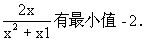 2x/(x² + x1) 有最小值 -2.